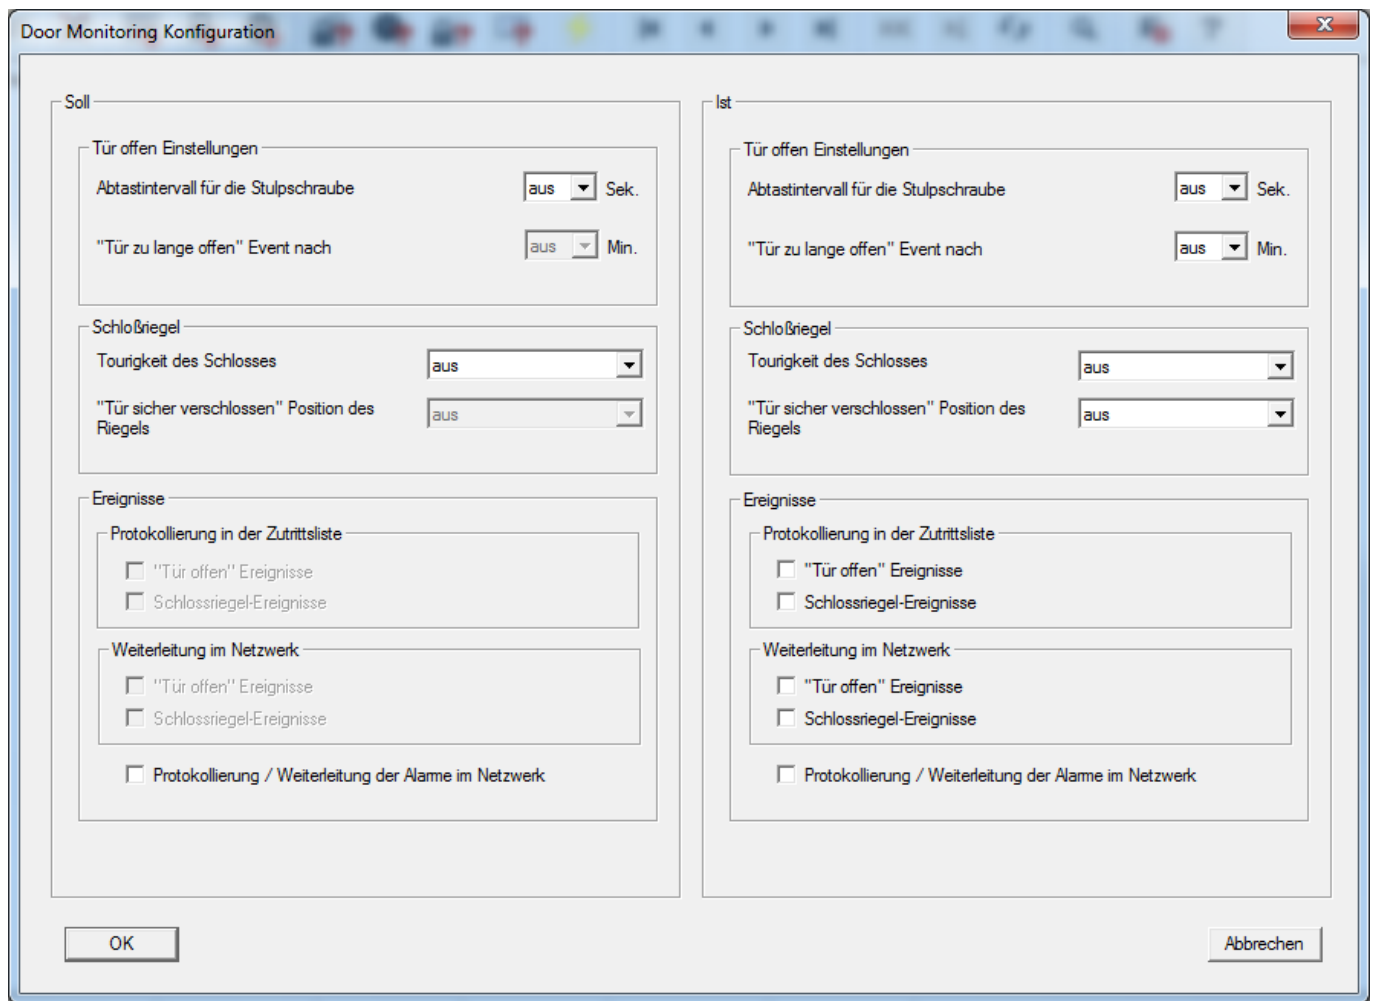 Door Monitoring Konfiguration
X
Soll
Tür offen Einstellungen
Abtastintervall für die Stulpschraube aus Sek.
"Tür zu lange offen" Event nach aus Min.
Schloßriegel
Tourigkeit des Schlosses aus
"Tür sicher verschlossen" Position des
Riegels aus
Ereignisse
Protokollierung in der Zutrittsliste
"Tür offen" Ereignisse
Schlossriegel-Ereignisse
Weiterleitung im Netzwerk
"Tür offen" Ereignisse
Schlossriegel-Ereignisse
Protokollierung / Weiterleitung der Alarme im Netzwerk
Ist
Tür offen Einstellungen
Abtastintervall für die Stulpschraube aus Sek.
"Tür zu lange offen" Event nach aus Min.
Schloßriegel
Tourigkeit des Schlosses aus
"Tür sicher verschlossen" Position des
Riegels aus
Ereignisse
Protokollierung in der Zutrittsliste
"Tür offen" Ereignisse
Schlossriegel-Ereignisse
Weiterleitung im Netzwerk
"Tür offen" Ereignisse
Schlossriegel-Ereignisse
Protokollierung / Weiterleitung der Alarme im Netzwerk
OK
Abbrechen